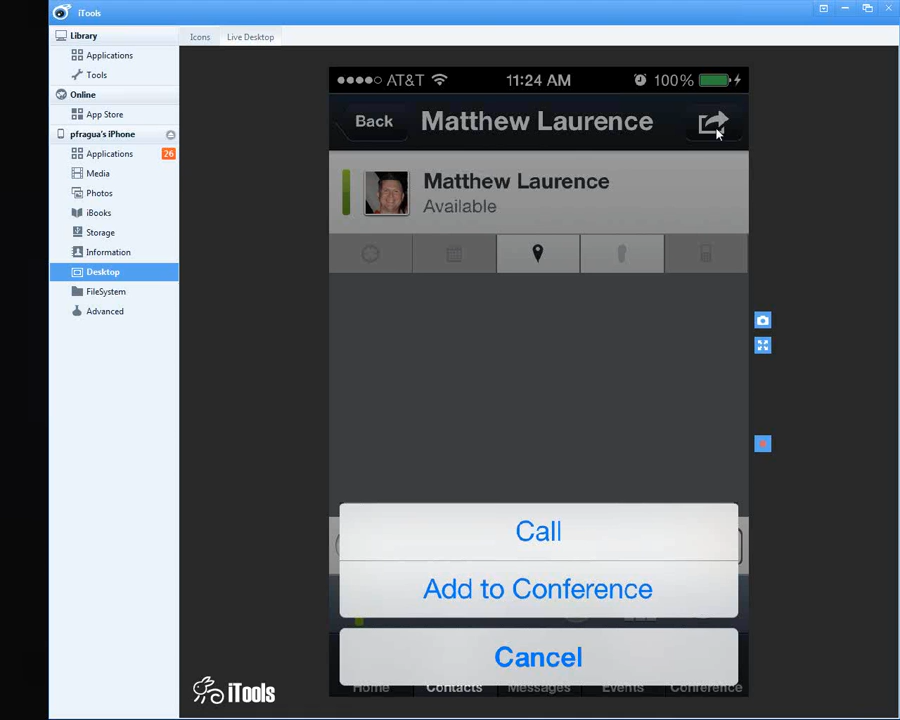 iTools
Library
Applications
Tools
Online
App Store
pfragua's iPhone
Applications 26
Media
Photos
iBooks
Storage
Information
Desktop
FileSystem
Advanced
Icons Live Desktop
AT&T 11:24 AM 100%
Back Matthew Laurence
Matthew Laurence
Available
Call
Add to Conference
Cancel
Home Contacts Messages Events Conference
iTools